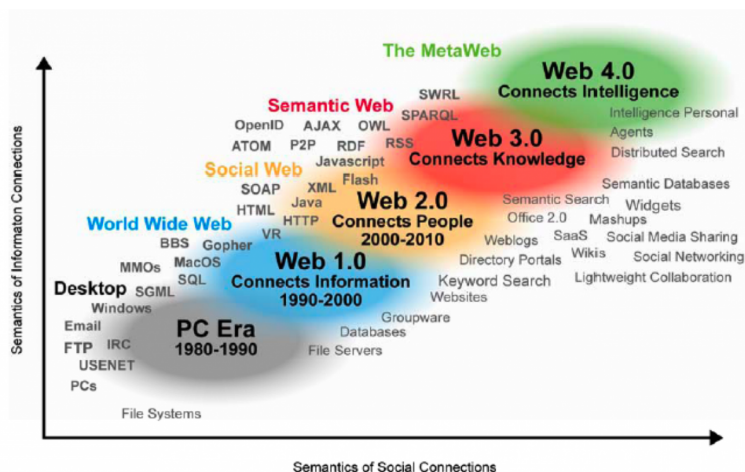 The MetaWeb
Web 4.0
Connects Intelligence
SWRL
Semantic Web
SPARQL
Intelligence Personal
Agents
OpenID AJAX OWL
Web 3.0
Connects Knowledge
ATOM P2P RDF RSS
Distributed Search
Javascript
Social Web
Flash
SOAP XML
Semantic Databases
Java
Web 2.0
Connects People
2000-2010
Semantic Search
Widgets
HTML
HTTP
Office 2.0
Mashups
World Wide Web
VR
Weblogs
SaaS
Social Media Sharing
BBS Gopher
Wikis
Social Networking
Web 1.0
Connects Information
1990-2000
Directory Portals
MMOs MacOS
SQL
Keyword Search
Lightweight Collaboration
Desktop
SGML
Websites
Windows
Groupware
Email
PC Era
1980-1990
Databases
FTP IRC
File Servers
USENET
PCs
File Systems
Semantics of Information Connections
Semantics of Social Connections